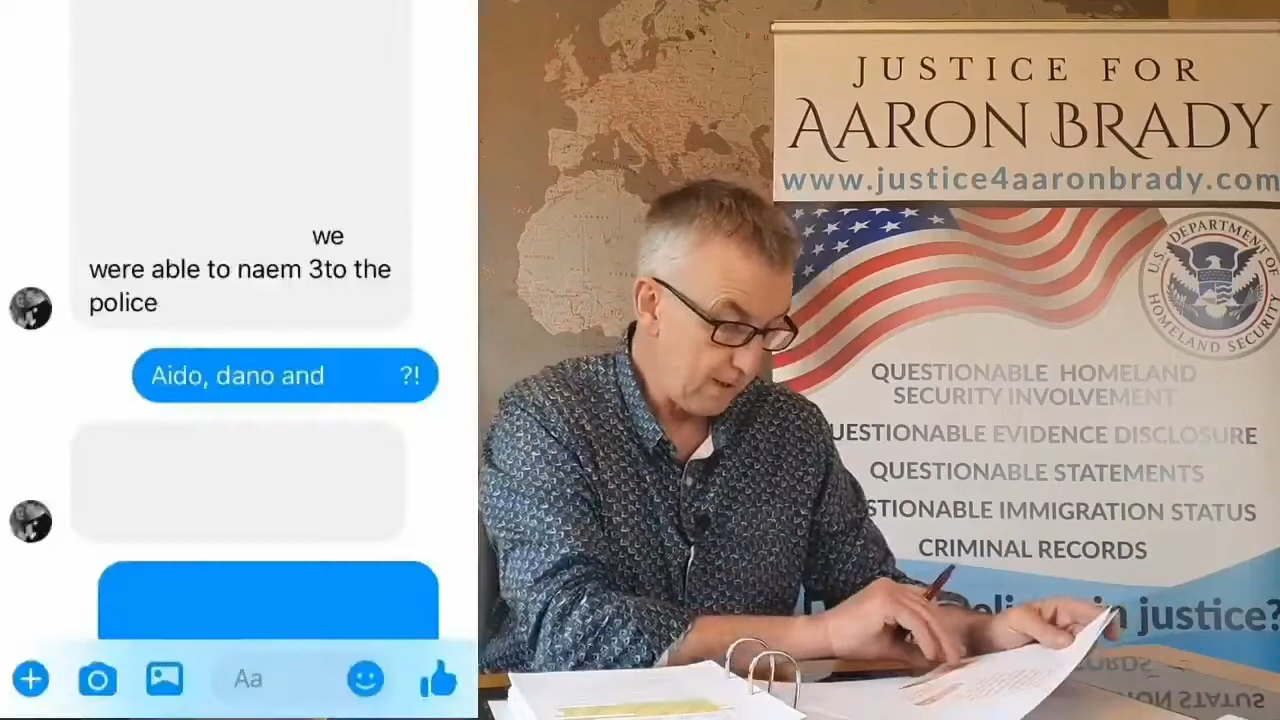 we
were able to naem 3to the
police
Aido, dano and ?!
Aa
JUSTICE FOR
AARON BRADY
www.justice4aaronbrady.com
U.S. DEPARTMENT OF
HOMELAND SECURITY
QUESTIONABLE HOMELAND
SECURITY INVOLVEMENT
UESTIONABLE EVIDENCE DISCLOSURE
QUESTIONABLE STATEMENTS
STIONABLE IMMIGRATION STATUS
CRIMINAL RECORDS
in justice?